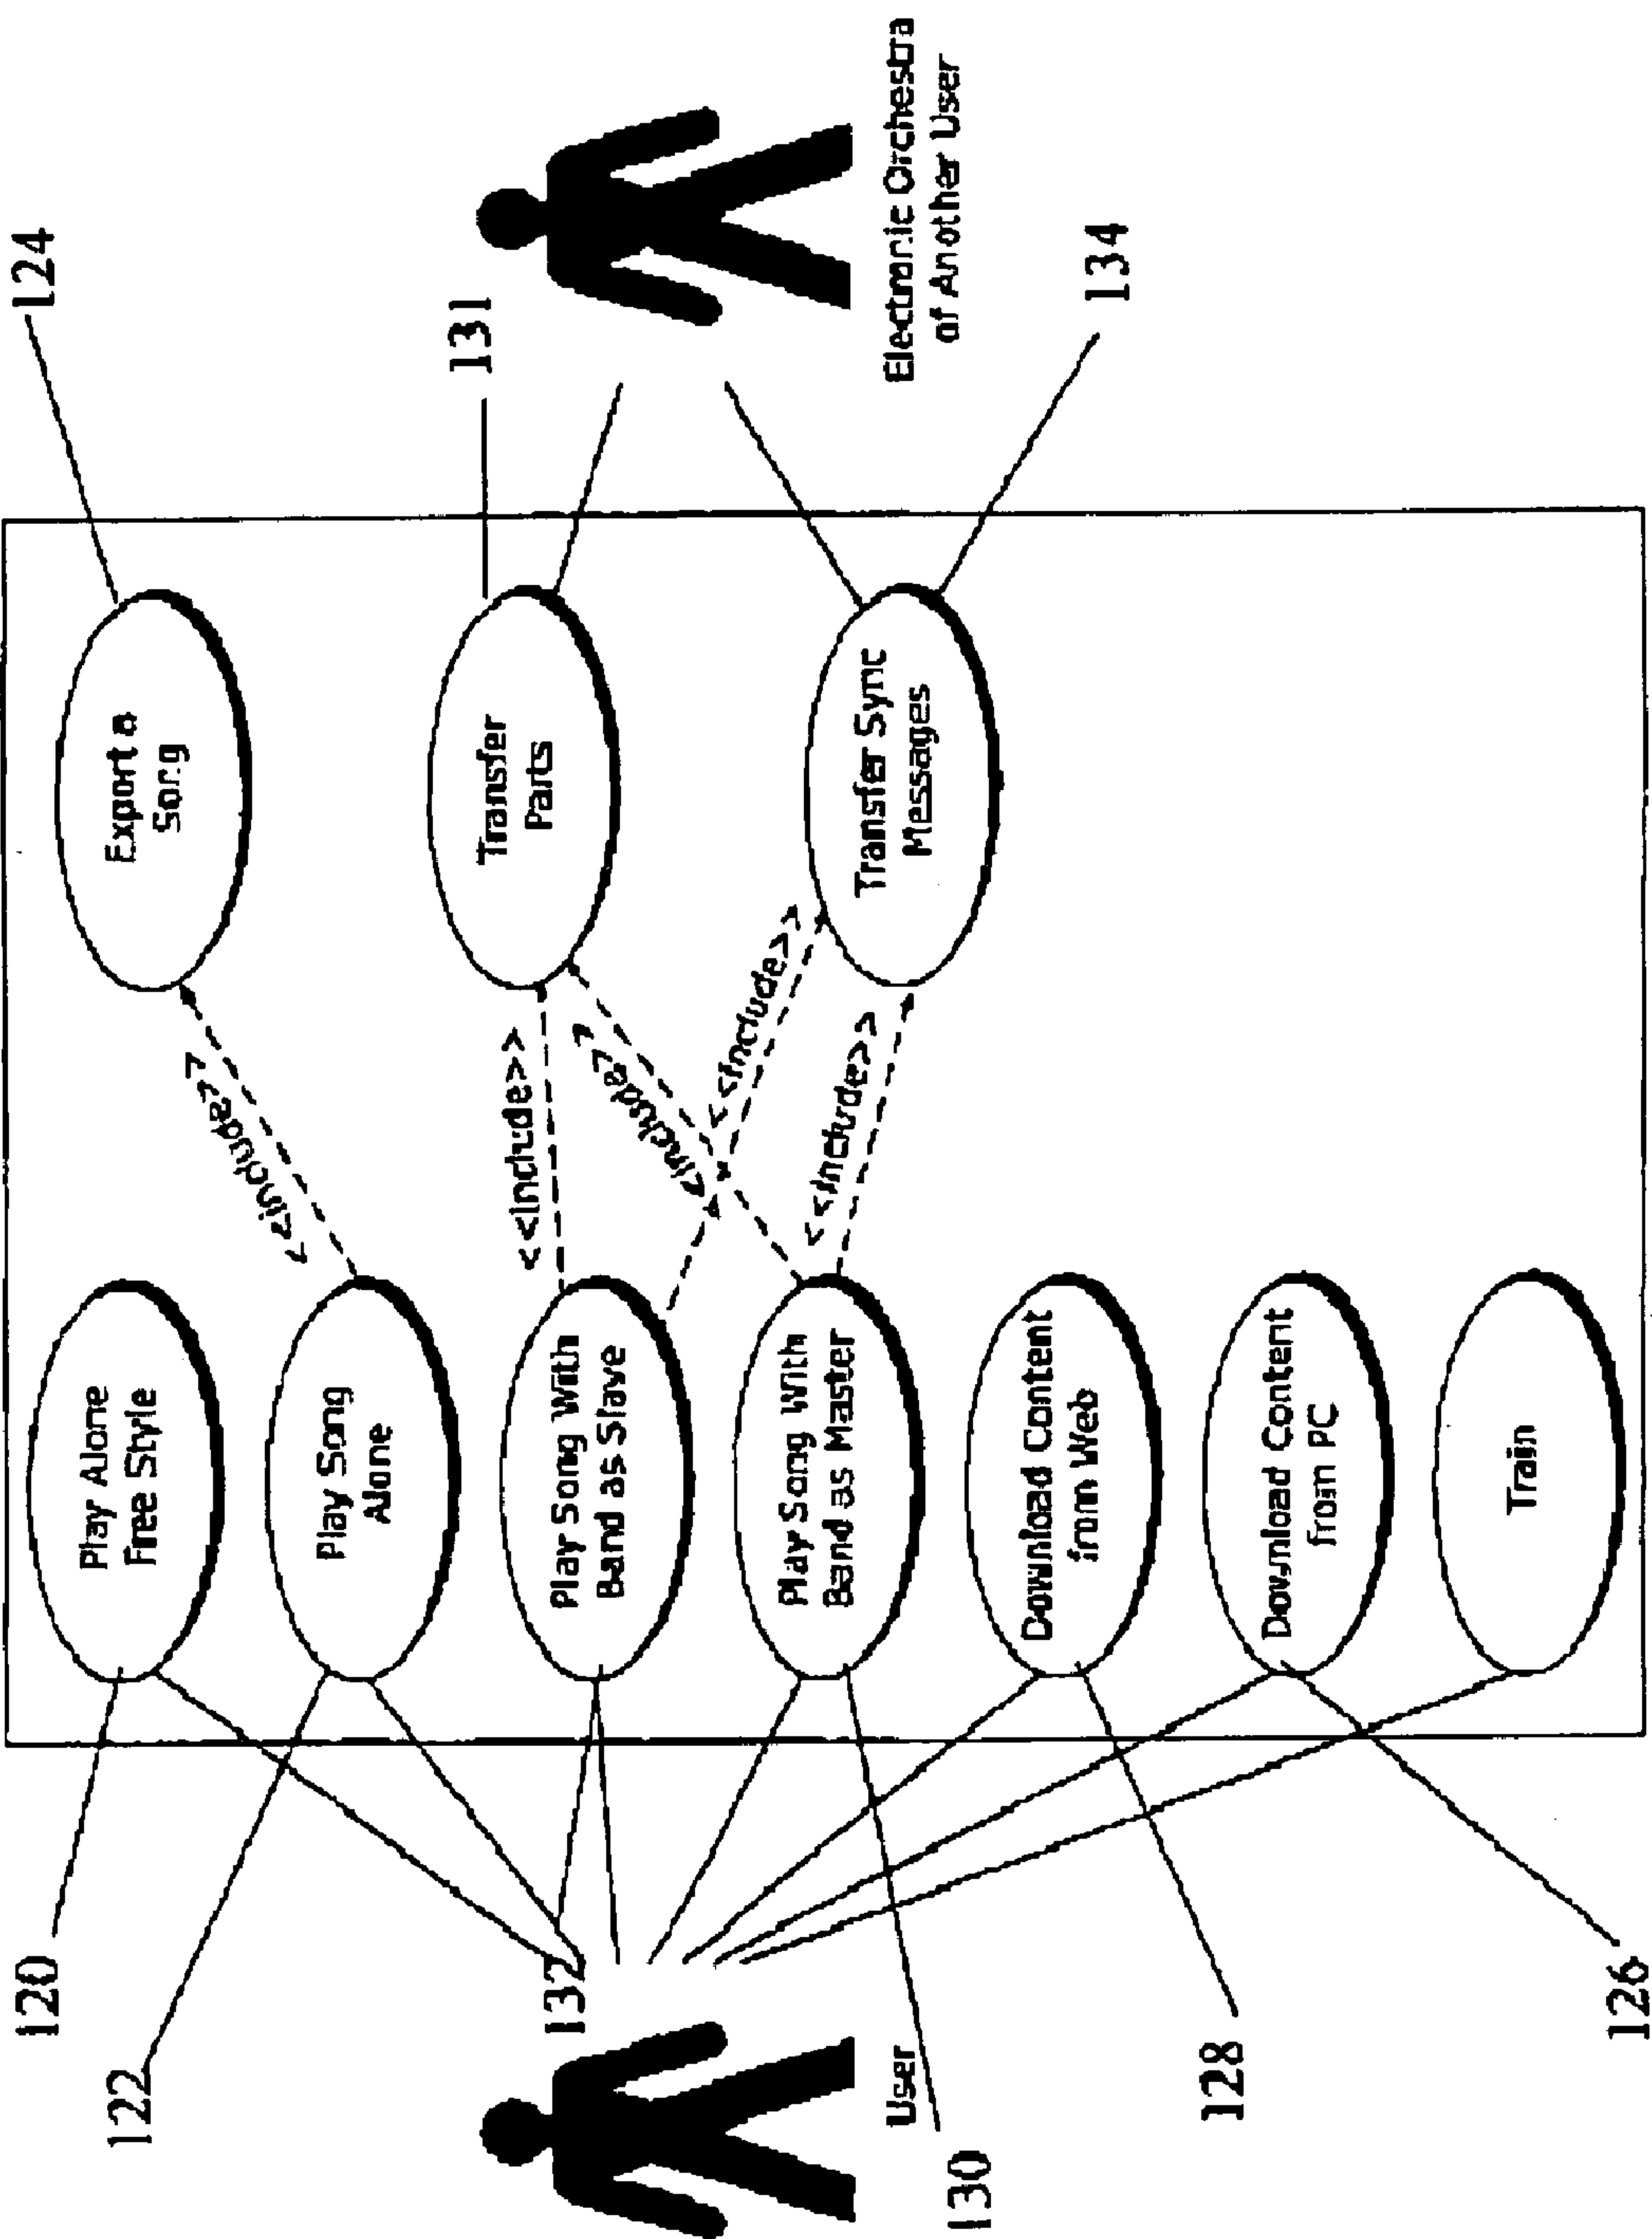 120
Play Alone
Free Style
122
Play Song
Alone
<<include>>
Export a
Song
124
132
Play Song With
Band as Slave
<<include>>
Transfer
Parts
131
<<include>>
<<include>>
User
Play Song With
Band as Master
<<include>>
Transfer Sync
Messages
Electronic Orchestra
of Another User
130
134
Download Content
from Web
128
Download Content
from PC
126
Train